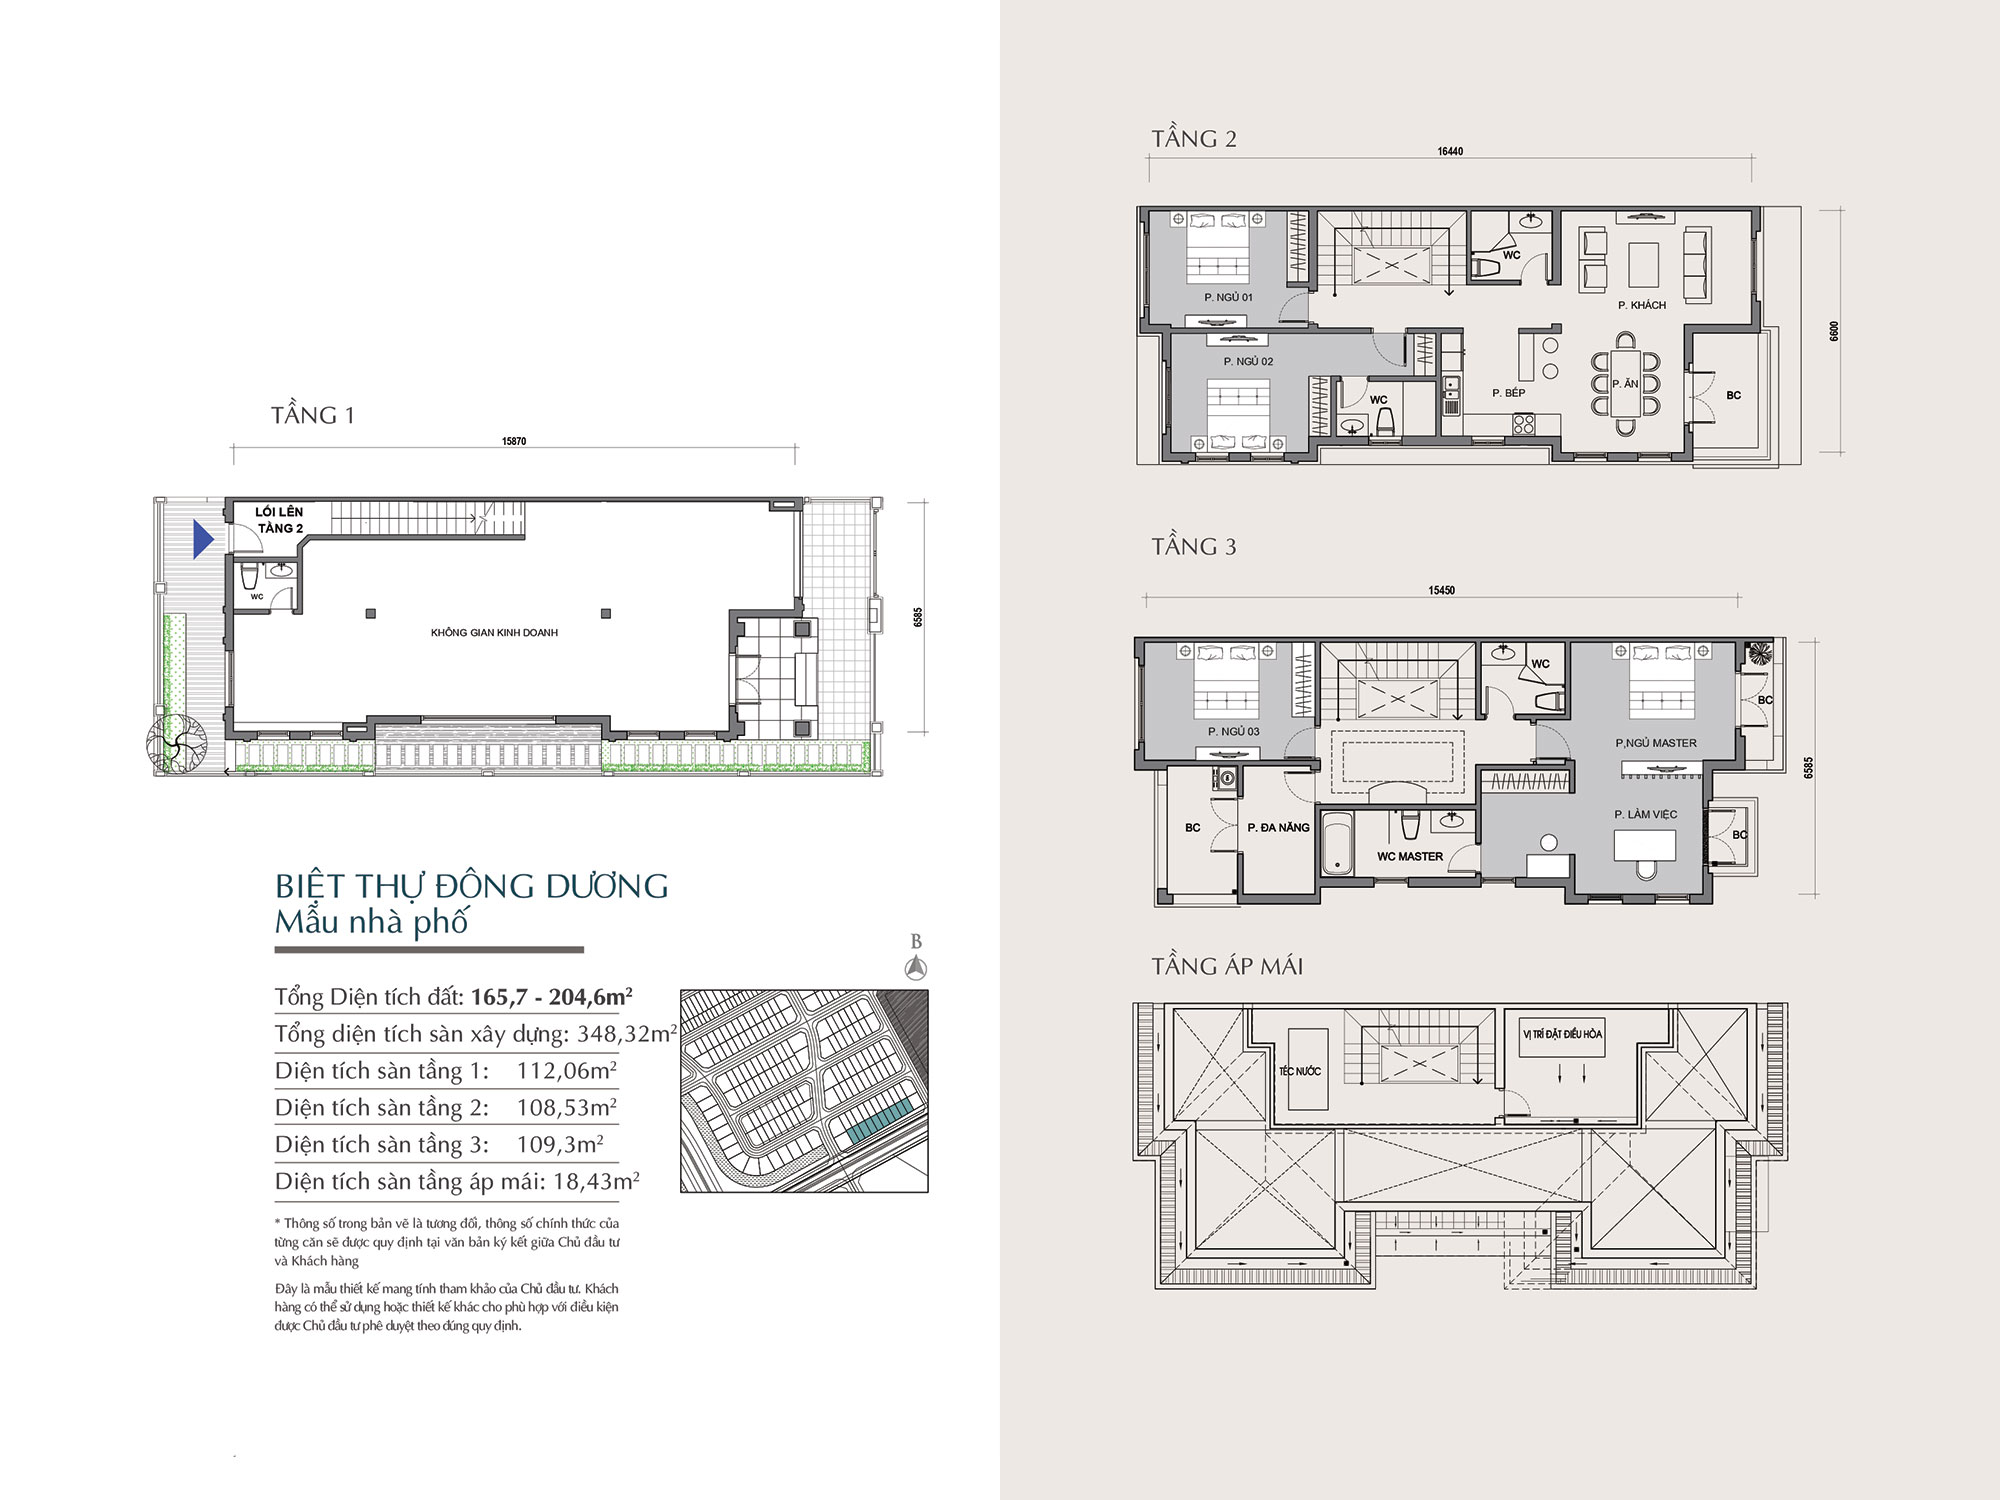 TẦNG 1
15870
LỐI LÊN
TẦNG 2
WC
KHÔNG GIAN KINH DOANH
6585
BIỆT THỰ ĐÔNG DƯƠNG
Mẫu nhà phố
Tổng Diện tích đất: 165,7 - 204,6m²
Tổng diện tích sàn xây dựng: 348,32m²
Diện tích sàn tầng 1: 112,06m²
Diện tích sàn tầng 2: 108,53m²
Diện tích sàn tầng 3: 109,3m²
Diện tích sàn tầng áp mái: 18,43m²
* Thông số trong bản vẽ là tương đối, thông số chính thức của
từng căn sẽ được quy định tại văn bản ký kết giữa Chủ đầu tư
và Khách hàng
Đây là mẫu thiết kế mang tính tham khảo của Chủ đầu tư. Khách
hàng có thể sử dụng hoặc thiết kế khác cho phù hợp với điều kiện
được Chủ đầu tư phê duyệt theo đúng quy định.
B
TẦNG 2
16440
P. NGỦ 01
WC
P. KHÁCH
6600
P. NGỦ 02
WC
P. BẾP
P. ĂN
BC
TẦNG 3
15450
P. NGỦ 03
WC
P,NGỦ MASTER
BC
6585
BC
P. ĐA NĂNG
WC MASTER
P. LÀM VIỆC
BC
TẦNG ÁP MÁI
TÉC NƯỚC
VỊ TRÍ ĐẶT ĐIỀU HÒA